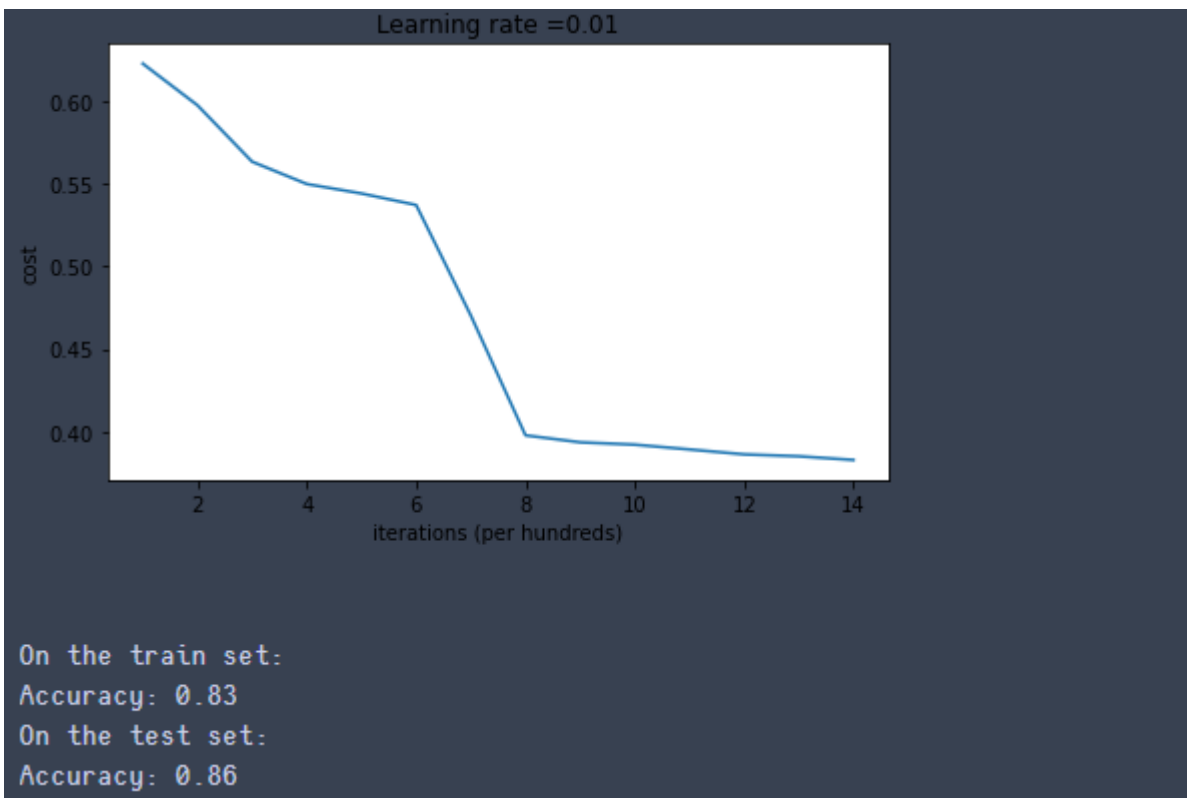 Learning rate =0.01
0.60
0.55
0.50
0.45
0.40
cost
2 4 6 8 10 12 14
iterations (per hundreds)
On the train set:
Accuracy: 0.83
On the test set:
Accuracy: 0.86